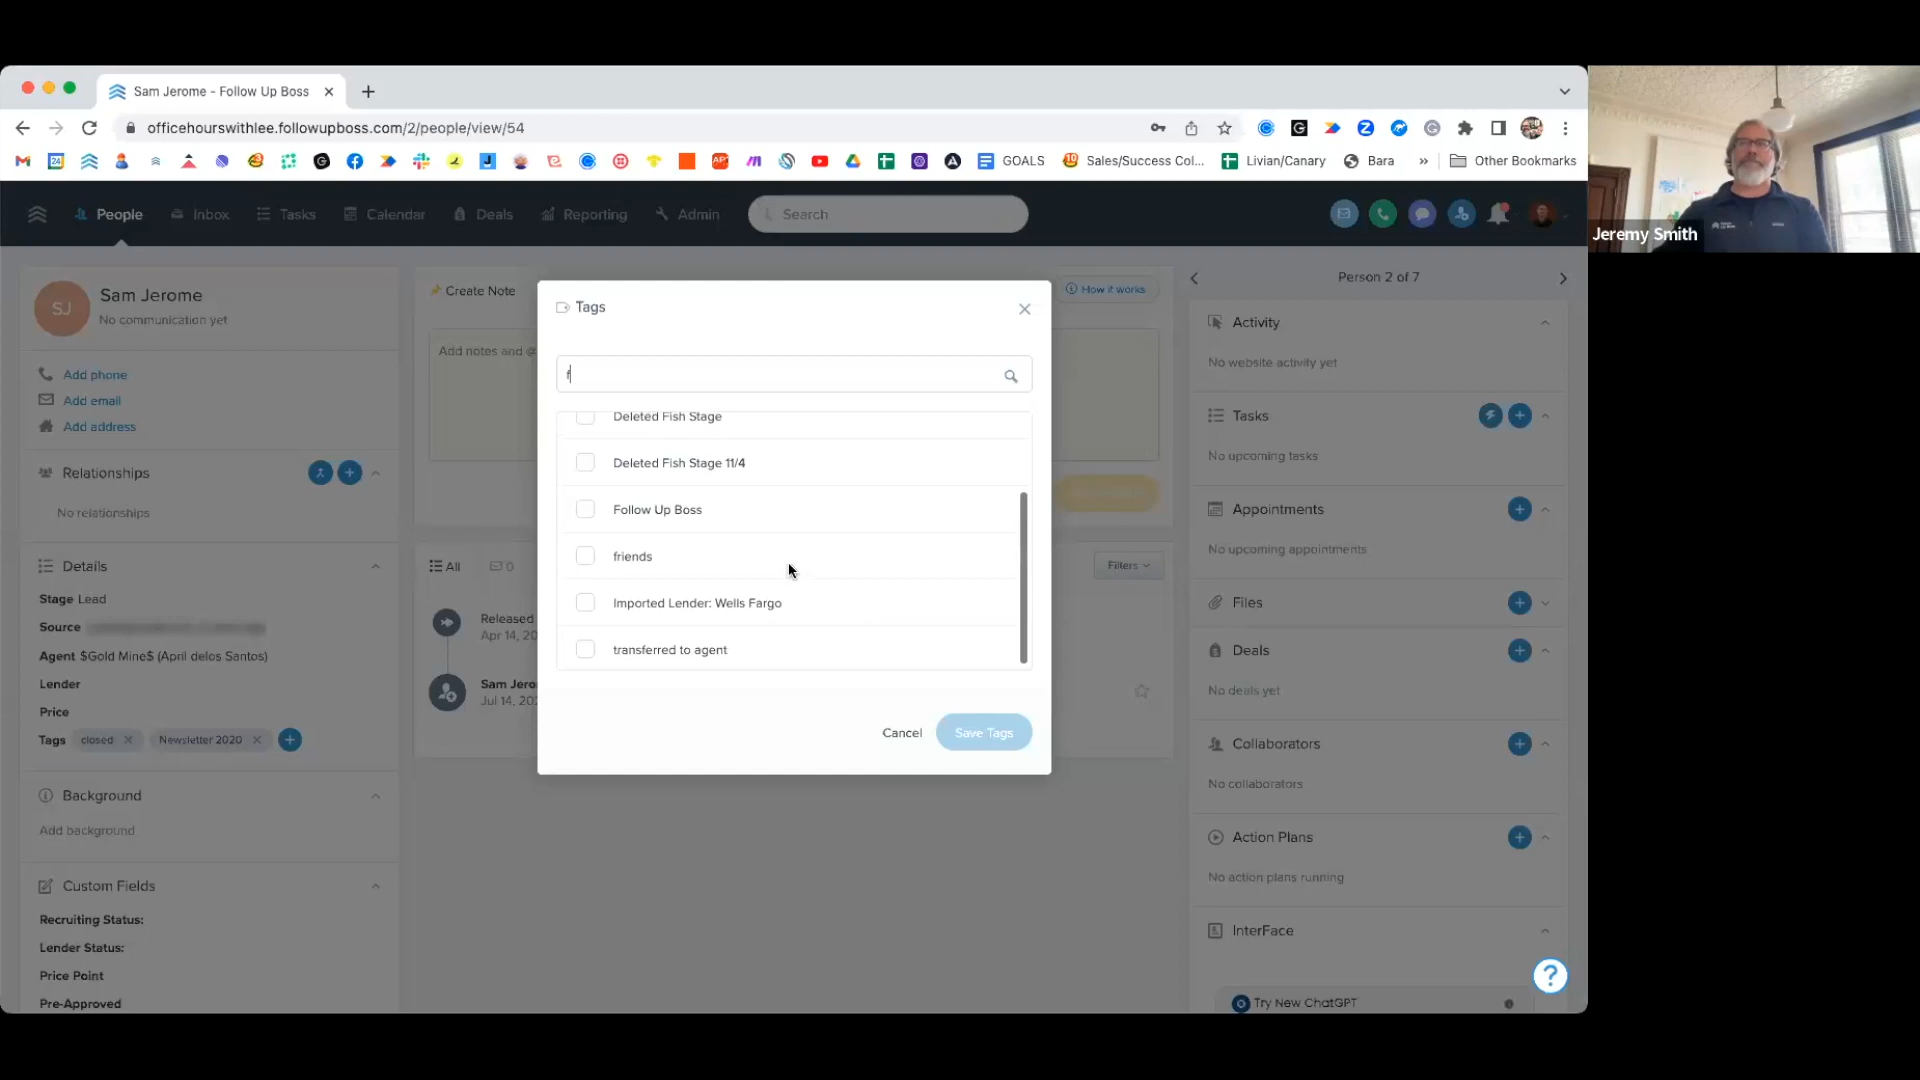 Sam Jerome - Follow Up Boss
officehourswithlee.followupboss.com/2/people/view/54
GOALS
Sales/Success Col...
Livian/Canary
Bara
»
Other Bookmarks
People
Inbox
Tasks
Calendar
Deals
Reporting
Admin
Search
Jeremy Smith
SJ
Sam Jerome
No communication yet
Add phone
Add email
Add address
Relationships
No relationships
Details
Stage Lead
Source
Agent $Gold Mine$ (April delos Santos)
Lender
Price
Tags closed Newsletter 2020
Background
Add background
Custom Fields
Recruiting Status:
Lender Status:
Price Point
Pre-Approved
Create Note
How it works
Add notes and @
All
0
Filters
Released
Apr 14, 20
Sam Jero
Jul 14, 20
Tags
f
Deleted Fish Stage
Deleted Fish Stage 11/4
Follow Up Boss
friends
Imported Lender: Wells Fargo
transferred to agent
Cancel
Save Tags
Person 2 of 7
Activity
No website activity yet
Tasks
No upcoming tasks
Appointments
No upcoming appointments
Files
Deals
No deals yet
Collaborators
No collaborators
Action Plans
No action plans running
InterFace
Try New ChatGPT
?